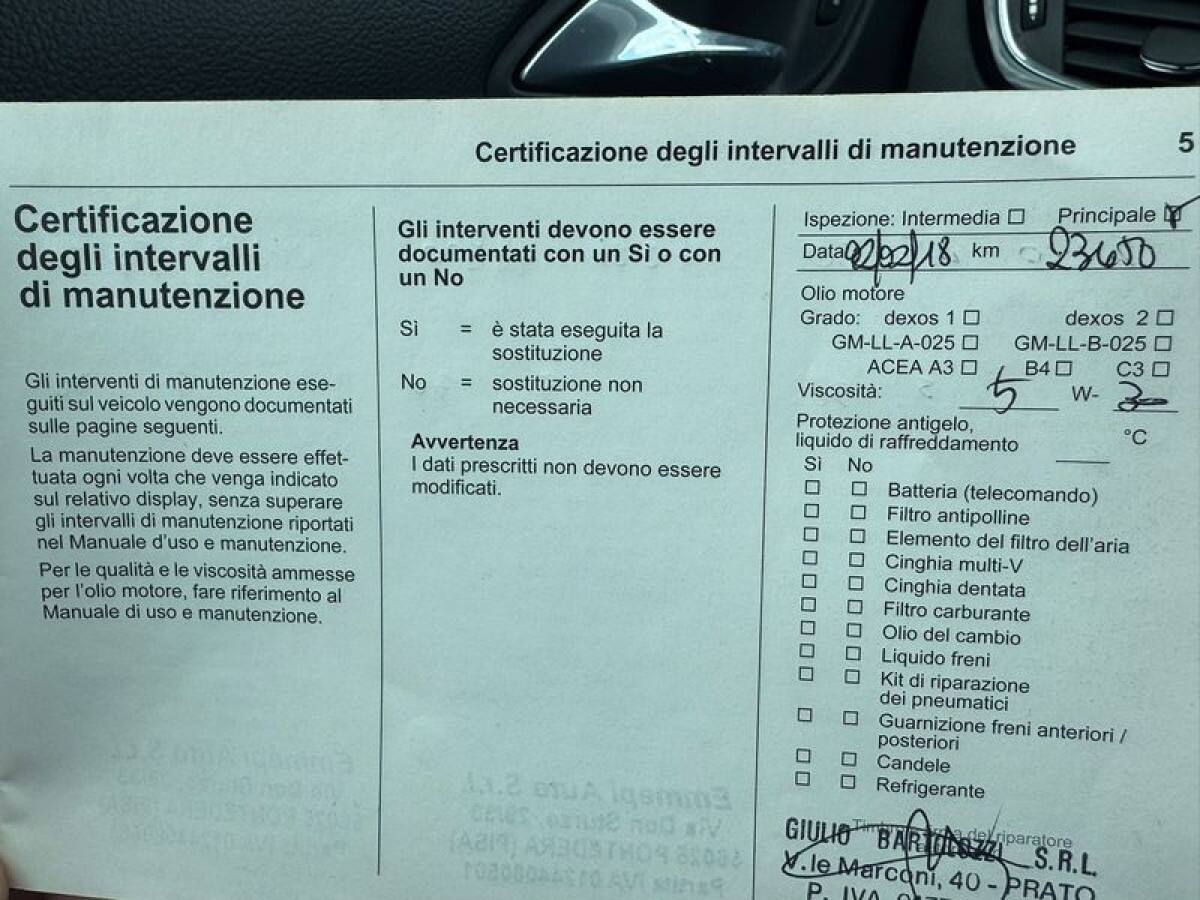 Certificazione degli intervalli di manutenzione 5
Certificazione
degli intervalli
di manutenzione
Gli interventi di manutenzione ese-
guiti sul veicolo vengono documentati
sulle pagine seguenti.
La manutenzione deve essere effet-
tuata ogni volta che venga indicato
sul relativo display, senza superare
gli intervalli di manutenzione riportati
nel Manuale d'uso e manutenzione.
Per le qualità e le viscosità ammesse
per l'olio motore, fare riferimento al
Manuale di uso e manutenzione.
Gli interventi devono essere
documentati con un Sì o con
un No
Sì = è stata eseguita la
sostituzione
No = sostituzione non
necessaria
Avvertenza
I dati prescritti non devono essere
modificati.
Ispezione: Intermedia ☐ Principale ☑
Data 02/02/18 km
Olio motore
Grado: dexos 1 ☐ dexos 2 ☐
GM-LL-A-025 ☐ GM-LL-B-025 ☐
ACEA A3 ☐ B4 ☐ C3 ☐
Viscosità: 5 W- 30
Protezione antigelo,
liquido di raffreddamento °C
Sì No
☐ ☐ Batteria (telecomando)
☐ ☐ Filtro antipolline
☐ ☐ Elemento del filtro dell'aria
☐ ☐ Cinghia multi-V
☐ ☐ Cinghia dentata
☐ ☐ Filtro carburante
☐ ☐ Olio del cambio
☐ ☐ Liquido freni
☐ ☐ Kit di riparazione
dei pneumatici
☐ ☐ Guarnizione freni anteriori /
posteriori
☐ ☐ Candele
☐ ☐ Refrigerante
del riparatore
GIULIO BARTOLOZZI S.R.L.
V.le Marconi, 40 - PRATO
P. IVA